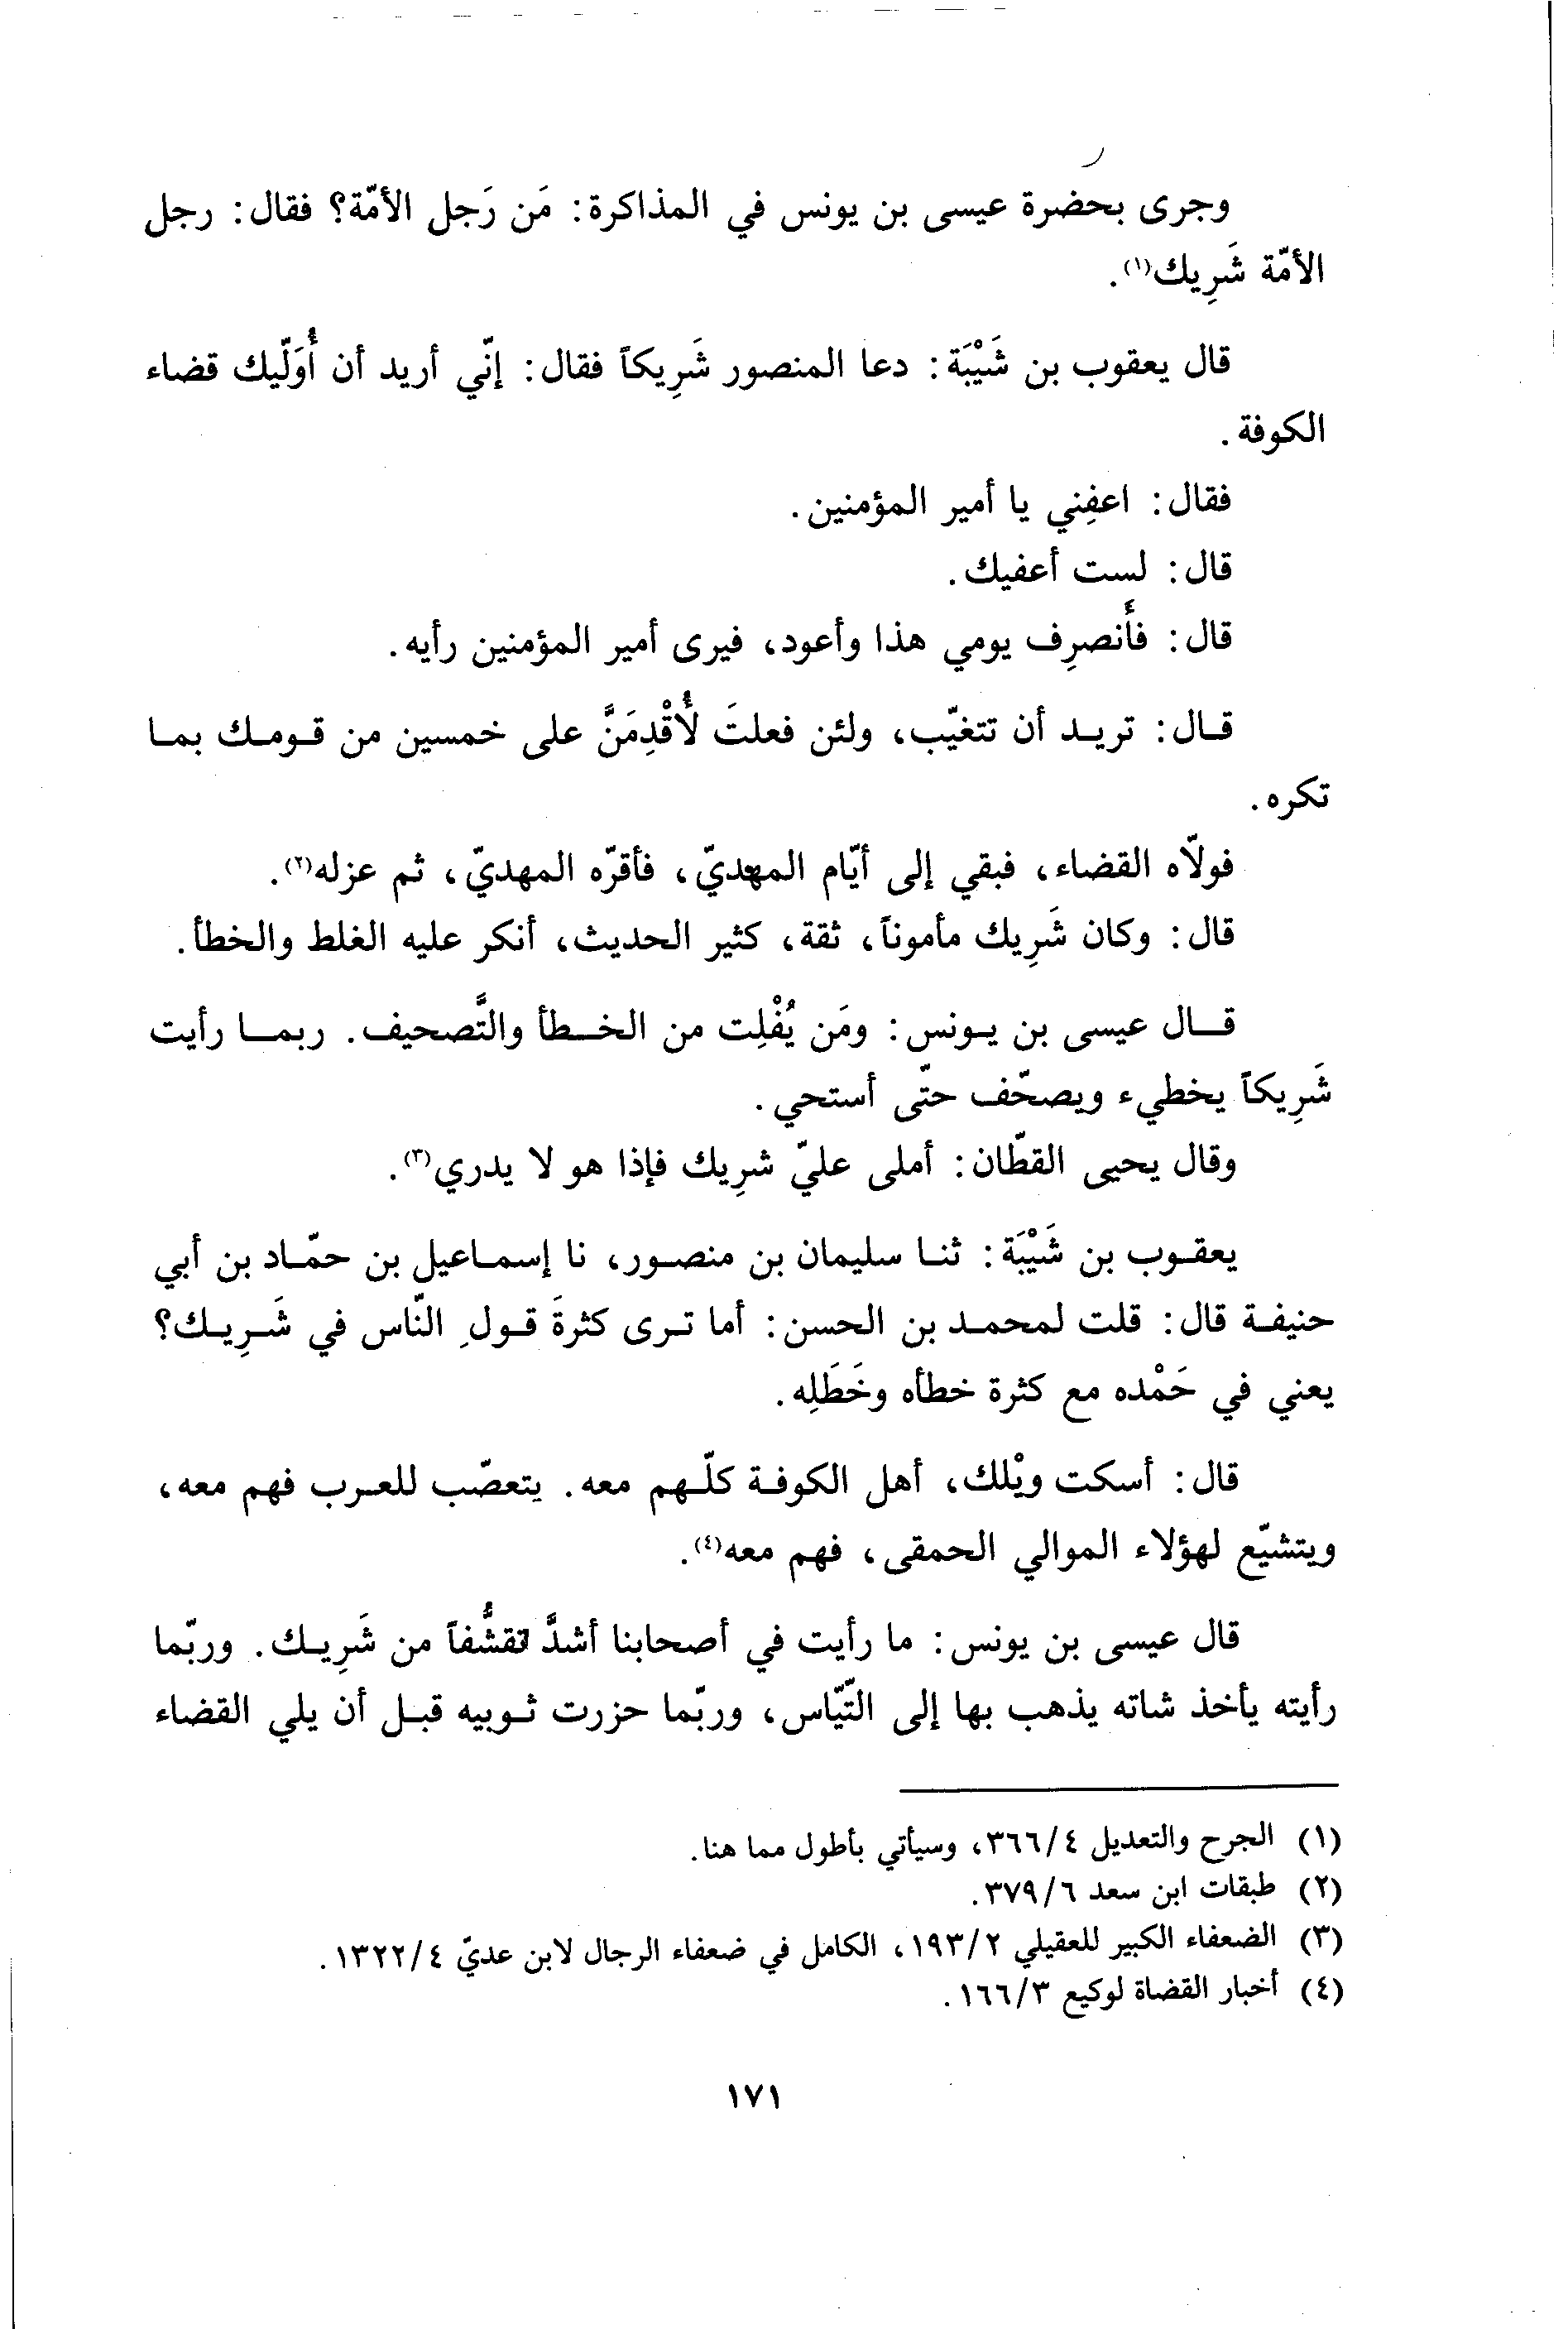 وجرى بحضرة عيسى بن يونس في المذاكرة: مَن رَجل الأمّة؟ فقال: رجل
الأمّة شَرِيك(١).
قال يعقوب بن شَيْبَة: دعا المنصور شَرِيكاً فقال: إنّي أريد أن أُوَلّيك قضاء
الكوفة.
فقال: اعفِني يا أمير المؤمنين.
قال: لست أعفيك.
قال: فأَنصرِف يومي هذا وأعود، فيرى أمير المؤمنين رأيه.
قال: تريد أن تتغيّب، ولئن فعلتَ لأُقْدِمَنَّ على خمسين من قومك بما
تكره.
فولّاه القضاء، فبقي إلى أيّام المهديّ، فأقرّه المهديّ، ثم عزله(٢).
قال: وكان شَرِيك مأموناً، ثقة، كثير الحديث، أنكر عليه الغلط والخطأ.
قال عيسى بن يونس: ومَن يُفْلِت من الخطأ والتَّصحيف. ربما رأيت
شَرِيكاً يخطيء ويصحّف حتّى أستحي.
وقال يحيى القطّان: أملى عليّ شرِيك فإذا هو لا يدري(٣).
يعقوب بن شَيْبَة: ثنا سليمان بن منصور، نا إسماعيل بن حمّاد بن أبي
حنيفة قال: قلت لمحمد بن الحسن: أما ترى كثرةَ قولِ النّاس في شَرِيك؟
يعني في حَمْده مع كثرة خطأه وخَطَلِه.
قال: أسكت ويْلك، أهل الكوفة كلّهم معه. يتعصّب للعرب فهم معه،
ويتشيّع لهؤلاء الموالي الحمقى، فهم معه(٤).
قال عيسى بن يونس: ما رأيت في أصحابنا أشدَّ تقشُّفاً من شَرِيك. وربّما
رأيته يأخذ شاته يذهب بها إلى التّيّاس، وربّما حزرت ثوبيه قبل أن يلي القضاء
(١) الجرح والتعديل ٣٦٦/٤، وسيأتي بأطول مما هنا.
(٢) طبقات ابن سعد ٣٧٩/٦.
(٣) الضعفاء الكبير للعقيلي ١٩٣/٢، الكامل في ضعفاء الرجال لابن عديّ ١٣٢٢/٤.
(٤) أخبار القضاة لوكيع ١٦٦/٣.
١٧١